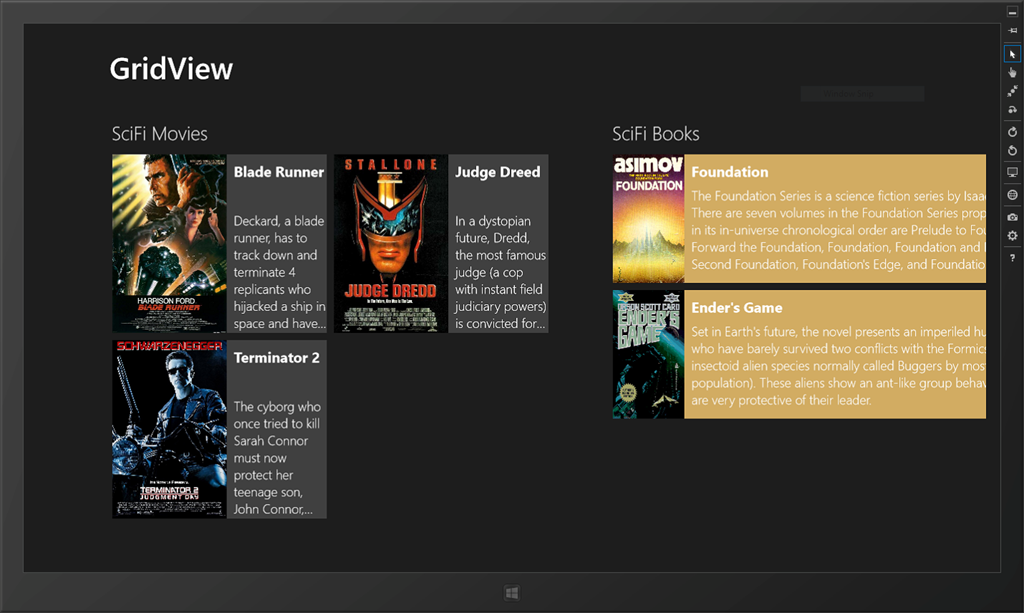 GridView
SciFi Movies
STALLONE
HARRISON FORD
BLADE RUNNER
Blade Runner
Deckard, a blade
runner, has to
track down and
terminate 4
replicants who
hijacked a ship in
space and have...
JUDGE DREDD
Judge Dredd
In a dystopian
future, Dredd,
the most famous
judge (a cop
with instant field
judiciary powers)
is convicted for...
SCHWARZENEGGER
TERMINATOR 2
JUDGMENT DAY
Terminator 2
The cyborg who
once tried to kill
Sarah Connor
must now
protect her
teenage son,
John Connor,...
SciFi Books
asimov
FOUNDATION
Foundation
The Foundation Series is a science fiction series by Isaa
There are seven volumes in the Foundation Series prop
in its in-universe chronological order are Prelude to Fou
Forward the Foundation, Foundation, Foundation and
Second Foundation, Foundation's Edge, and Foundatio
ORSON SCOTT CARD
ENDER'S
GAME
Ender's Game
Set in Earth's future, the novel presents an imperiled hu
who have barely survived two conflicts with the Formics
insectoid alien species normally called Buggers by mos
population). These aliens show an ant-like group behav
are very protective of their leader.
?